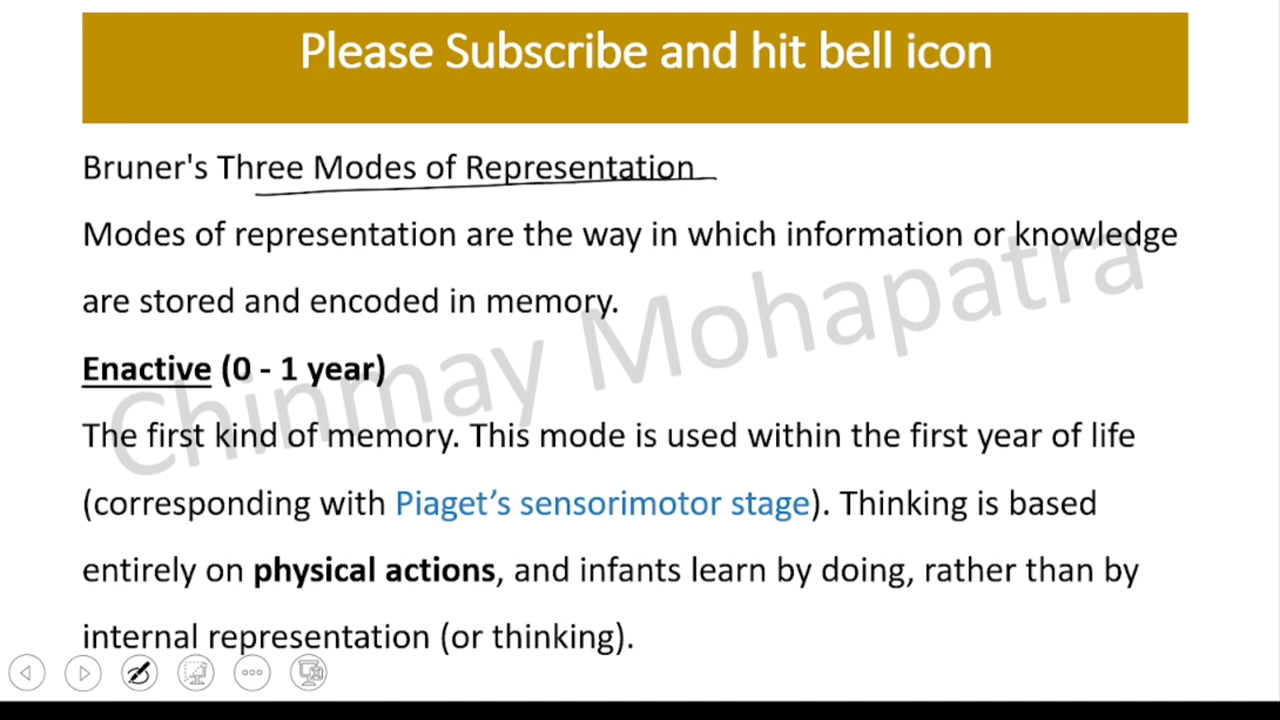 Please Subscribe and hit bell icon
Bruner's Three Modes of Representation
Modes of representation are the way in which information or knowledge
are stored and encoded in memory.
Enactive (0 - 1 year)
The first kind of memory. This mode is used within the first year of life
(corresponding with Piaget’s sensorimotor stage). Thinking is based
entirely on physical actions, and infants learn by doing, rather than by
internal representation (or thinking).
Chinmay Mohapatra